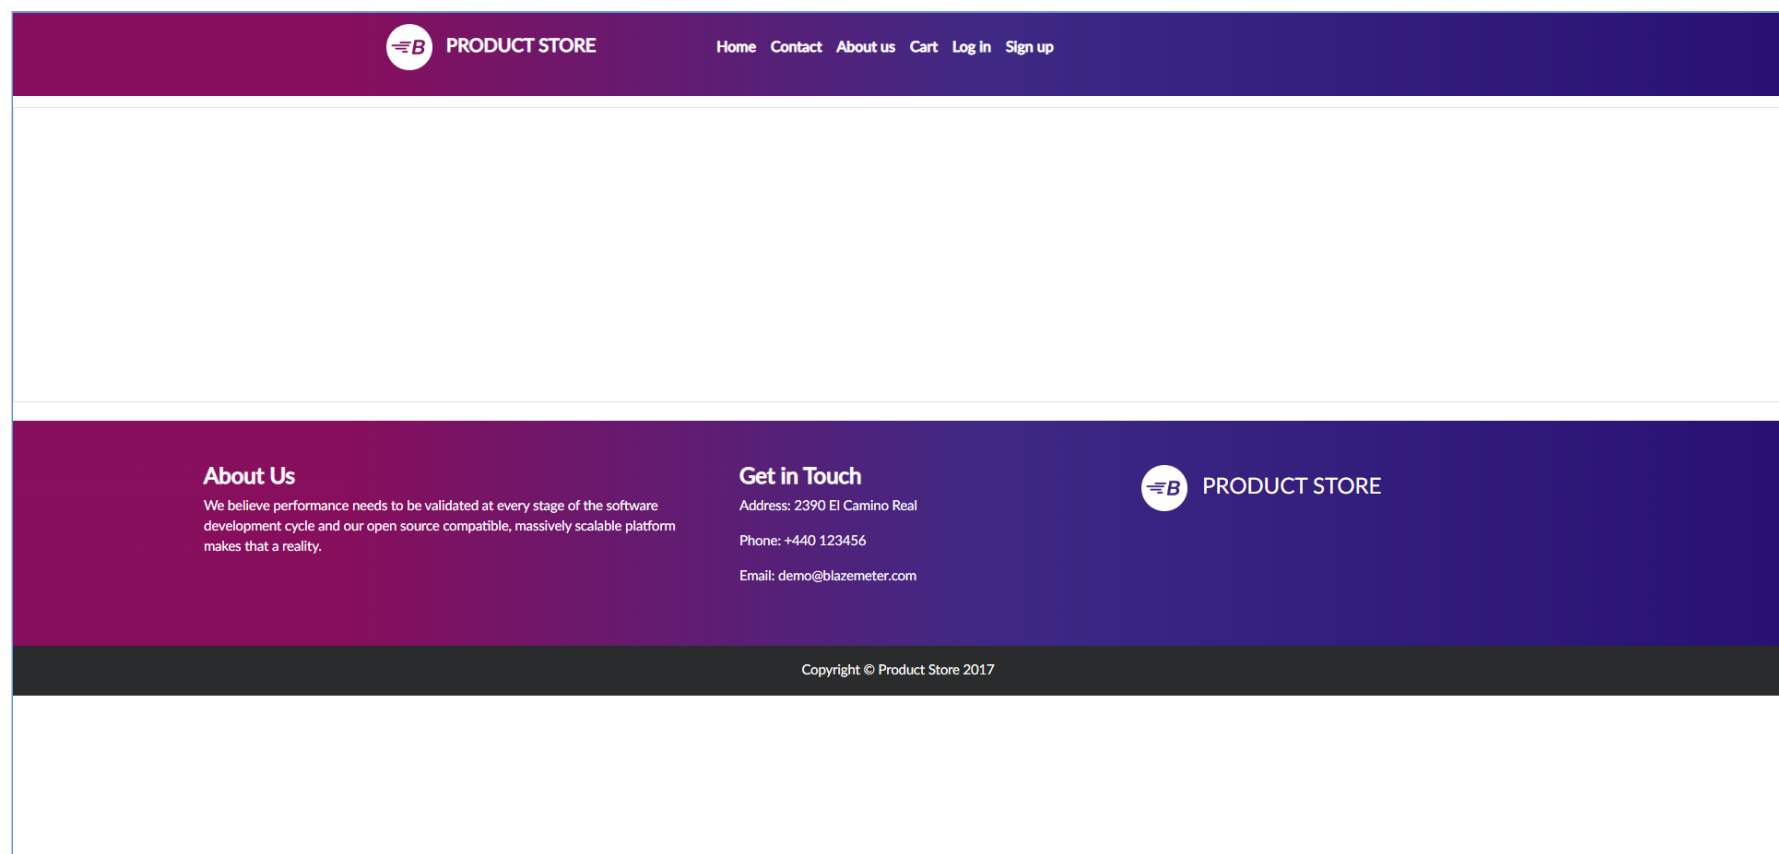 B PRODUCT STORE Home Contact About us Cart Log in Sign up
About Us
We believe performance needs to be validated at every stage of the software
development cycle and our open source compatible, massively scalable platform
makes that a reality.
Get in Touch
Address: 2390 El Camino Real
Phone: +440 123456
Email: demo@blazemeter.com
B PRODUCT STORE
Copyright © Product Store 2017